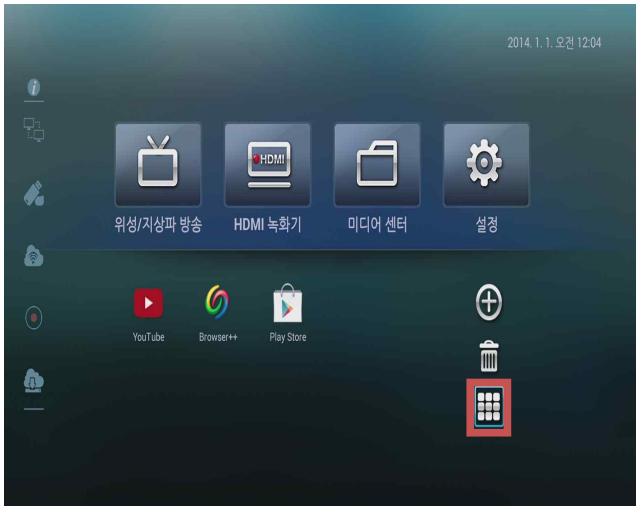 2014. 1. 1. 오전 12:04
HDMI
위성/지상파 방송
HDMI 녹화기
미디어 센터
설정
YouTube
Browser++
Play Store